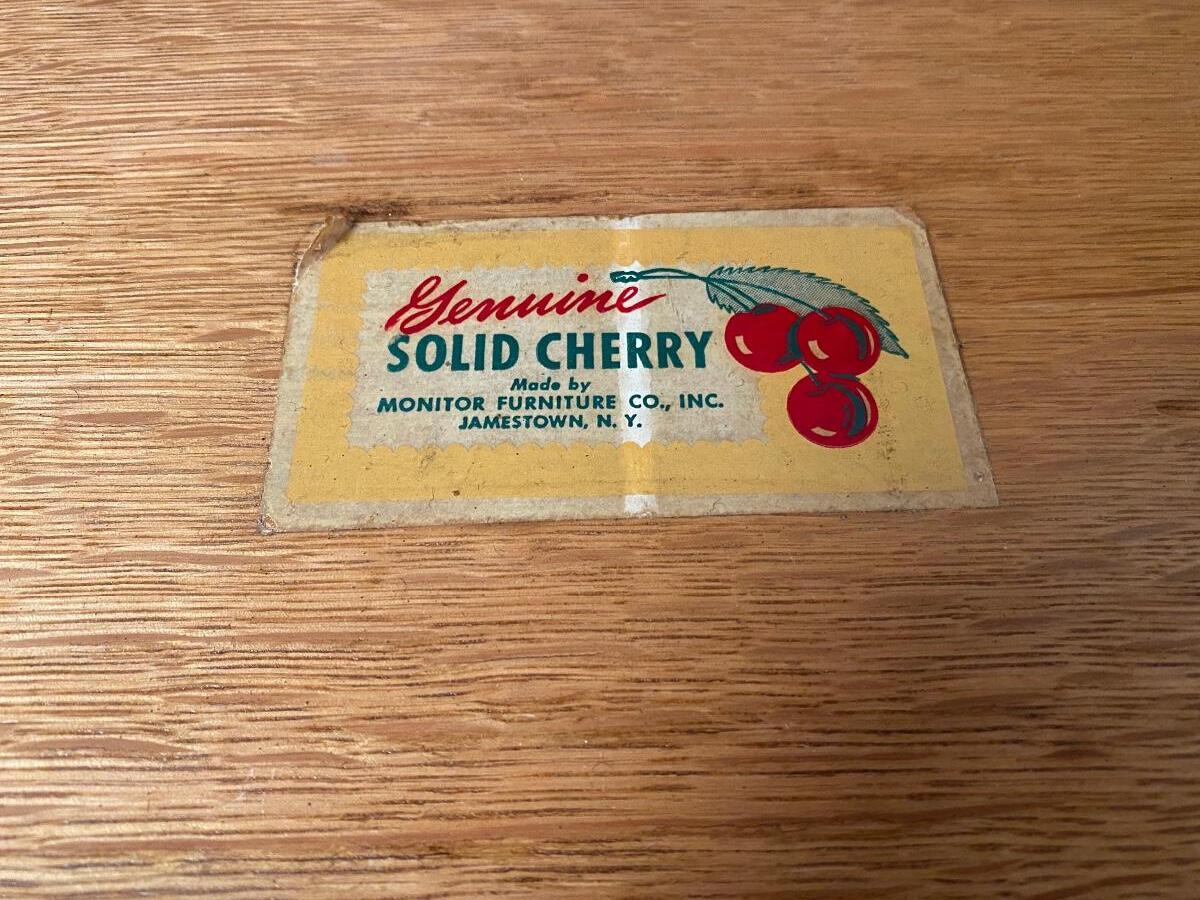 Genuine
SOLID CHERRY
Made by
MONITOR FURNITURE CO., INC.
JAMESTOWN, N. Y.